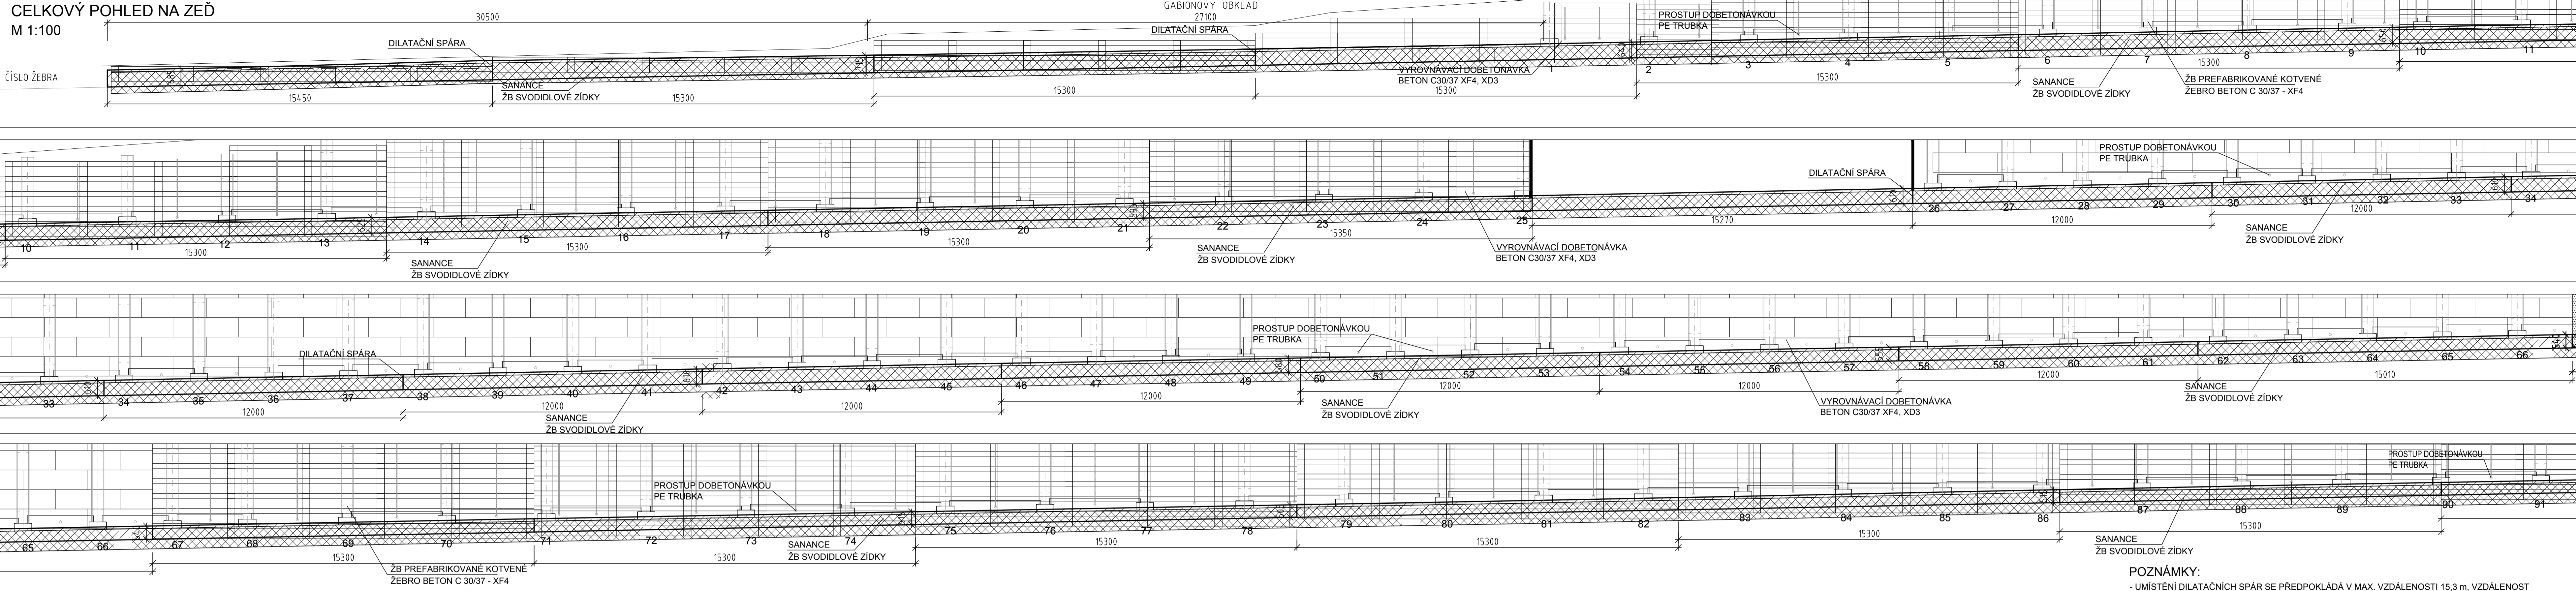 CELKOVÝ POHLED NA ZEĎ
M 1:100
30500
GABIONOVÝ OBKLAD
27100
DILATAČNÍ SPÁRA
DILATAČNÍ SPÁRA
PROSTUP DOBETONÁVKOU
PE TRUBKA
ČÍSLO ŽEBRA
1 2 3 4 5 6 7 8 9 10 11
SANANCE
ŽB SVODIDLOVÉ ZÍDKY
VYROVNÁVACÍ DOBETONÁVKA
BETON C30/37 XF4, XD3
SANANCE
ŽB SVODIDLOVÉ ZÍDKY
ŽB PREFABRIKOVANÉ KOTVENÉ
ŽEBRO BETON C 30/37 - XF4
15450 15300 15300 15300 15300 15300
PROSTUP DOBETONÁVKOU
PE TRUBKA
DILATAČNÍ SPÁRA
10 11 12 13 14 15 16 17 18 19 20 21 22 23 24 25 26 27 28 29 30 31 32 33 34
15300 15300 15300 15350 15270 12000 12000
SANANCE
ŽB SVODIDLOVÉ ZÍDKY
SANANCE
ŽB SVODIDLOVÉ ZÍDKY
VYROVNÁVACÍ DOBETONÁVKA
BETON C30/37 XF4, XD3
SANANCE
ŽB SVODIDLOVÉ ZÍDKY
PROSTUP DOBETONÁVKOU
PE TRUBKA
DILATAČNÍ SPÁRA
33 34 35 36 37 38 39 40 41 42 43 44 45 46 47 48 49 50 51 52 53 54 55 56 57 58 59 60 61 62 63 64 65 66
12000 12000 12000 12000 12000 12000 12000 15010
SANANCE
ŽB SVODIDLOVÉ ZÍDKY
SANANCE
ŽB SVODIDLOVÉ ZÍDKY
VYROVNÁVACÍ DOBETONÁVKA
BETON C30/37 XF4, XD3
SANANCE
ŽB SVODIDLOVÉ ZÍDKY
PROSTUP DOBETONÁVKOU
PE TRUBKA
PROSTUP DOBETONÁVKOU
PE TRUBKA
65 66 67 68 69 70 71 72 73 74 75 76 77 78 79 80 81 82 83 84 85 86 87 88 89 90 91
15300 15300 15300 15300 15300 15300
SANANCE
ŽB SVODIDLOVÉ ZÍDKY
SANANCE
ŽB SVODIDLOVÉ ZÍDKY
ŽB PREFABRIKOVANÉ KOTVENÉ
ŽEBRO BETON C 30/37 - XF4
POZNÁMKY:
- UMÍSTĚNÍ DILATAČNÍCH SPÁR SE PŘEDPOKLÁDÁ V MAX. VZDÁLENOSTI 15,3 m, VZDÁLENOST